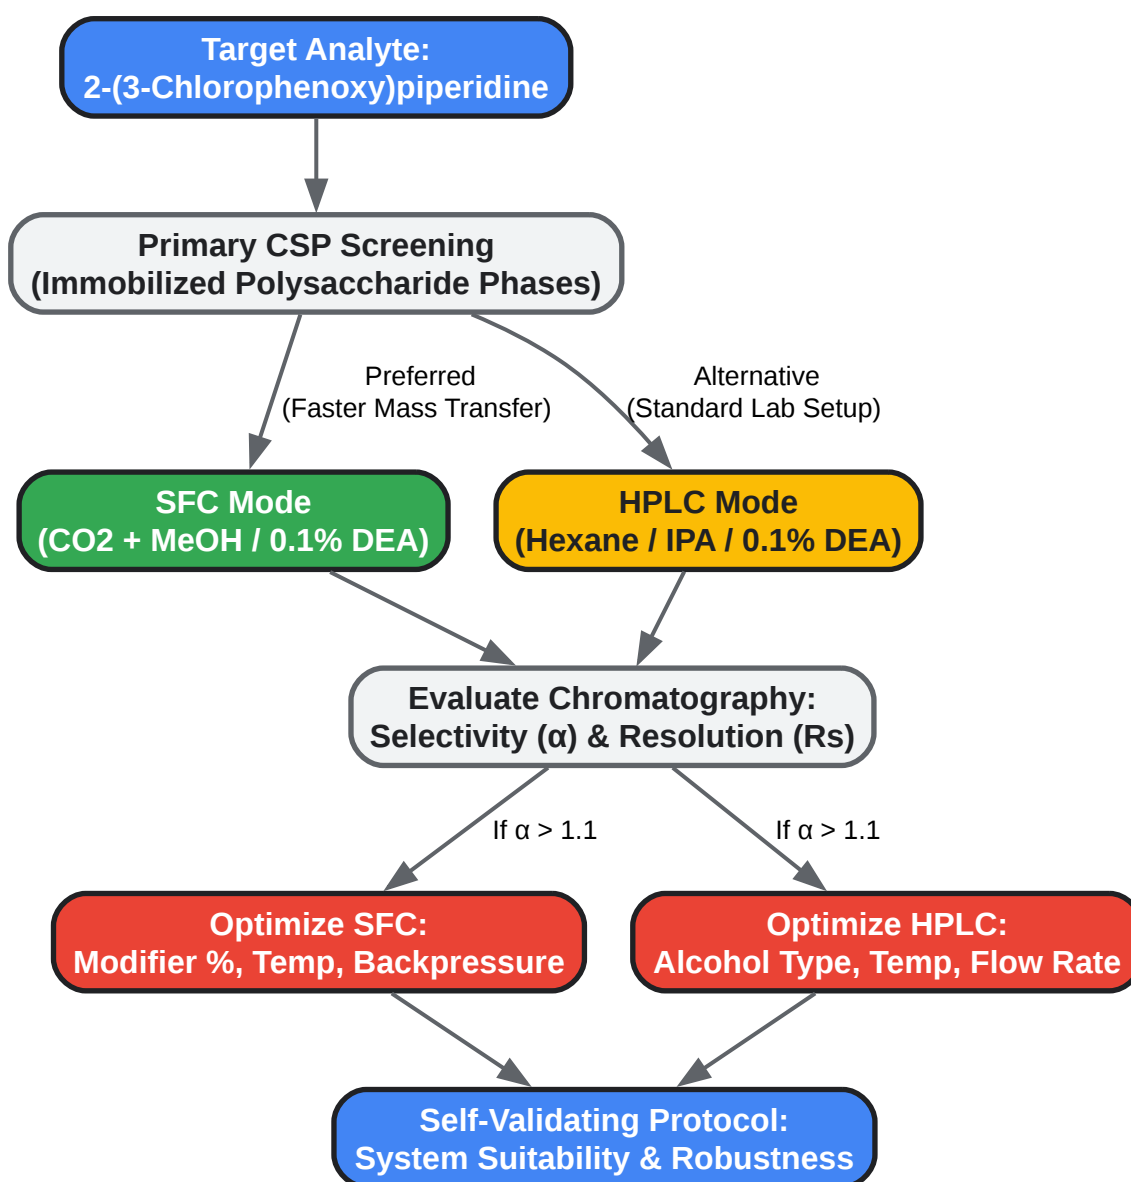 Target Analyte:
2-(3-Chlorophenoxy)piperidine
Primary CSP Screening
(Immobilized Polysaccharide Phases)
Preferred
(Faster Mass Transfer)
Alternative
(Standard Lab Setup)
SFC Mode
(CO2 + MeOH / 0.1% DEA)
HPLC Mode
(Hexane / IPA / 0.1% DEA)
Evaluate Chromatography:
Selectivity (α) & Resolution (Rs)
If α > 1.1
If α > 1.1
Optimize SFC:
Modifier %, Temp, Backpressure
Optimize HPLC:
Alcohol Type, Temp, Flow Rate
Self-Validating Protocol:
System Suitability & Robustness